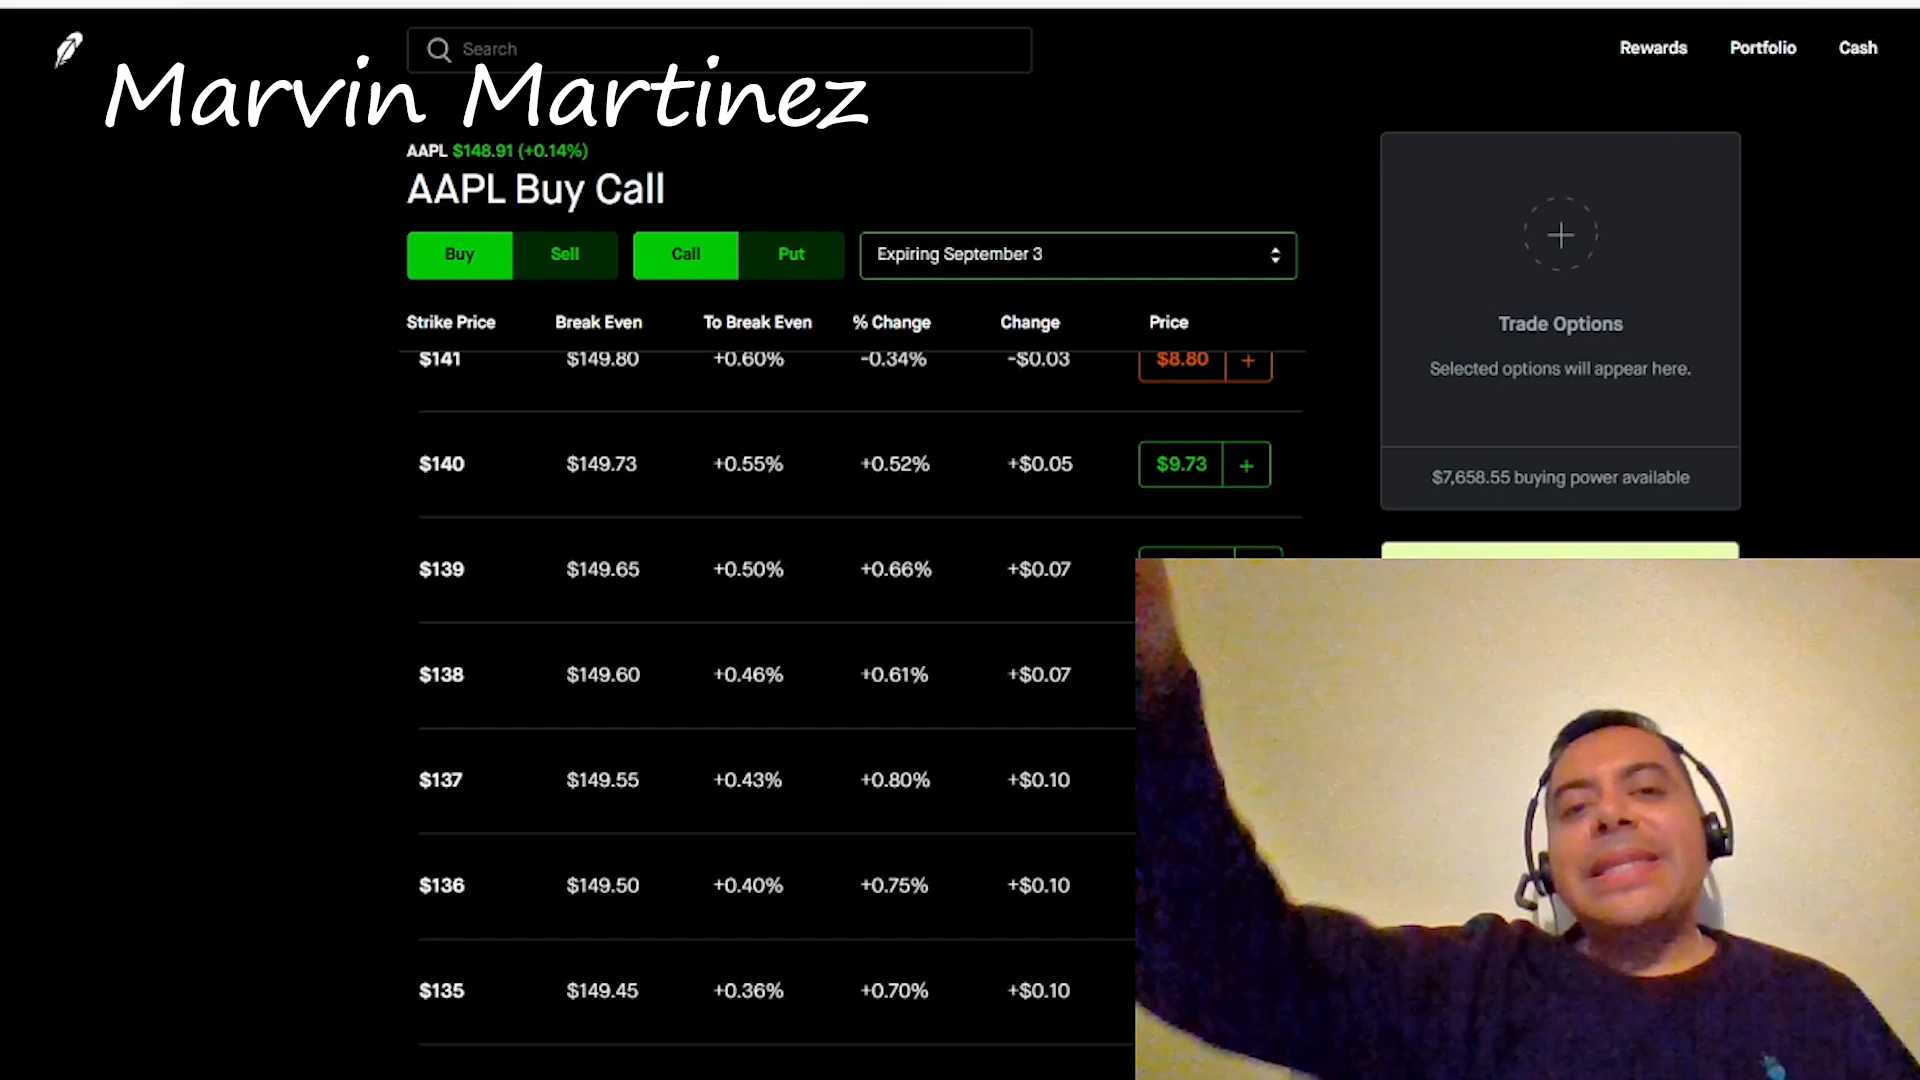 Search
Rewards Portfolio Cash
Marvin Martinez
AAPL $148.91 (+0.14%)
AAPL Buy Call
Buy Sell Call Put Expiring September 3
Strike Price Break Even To Break Even % Change Change Price
$141 $149.80 +0.60% -0.34% -$0.03 $8.80 +
$140 $149.73 +0.55% +0.52% +$0.05 $9.73 +
$139 $149.65 +0.50% +0.66% +$0.07
$138 $149.60 +0.46% +0.61% +$0.07
$137 $149.55 +0.43% +0.80% +$0.10
$136 $149.50 +0.40% +0.75% +$0.10
$135 $149.45 +0.36% +0.70% +$0.10
Trade Options
Selected options will appear here.
$7,658.55 buying power available